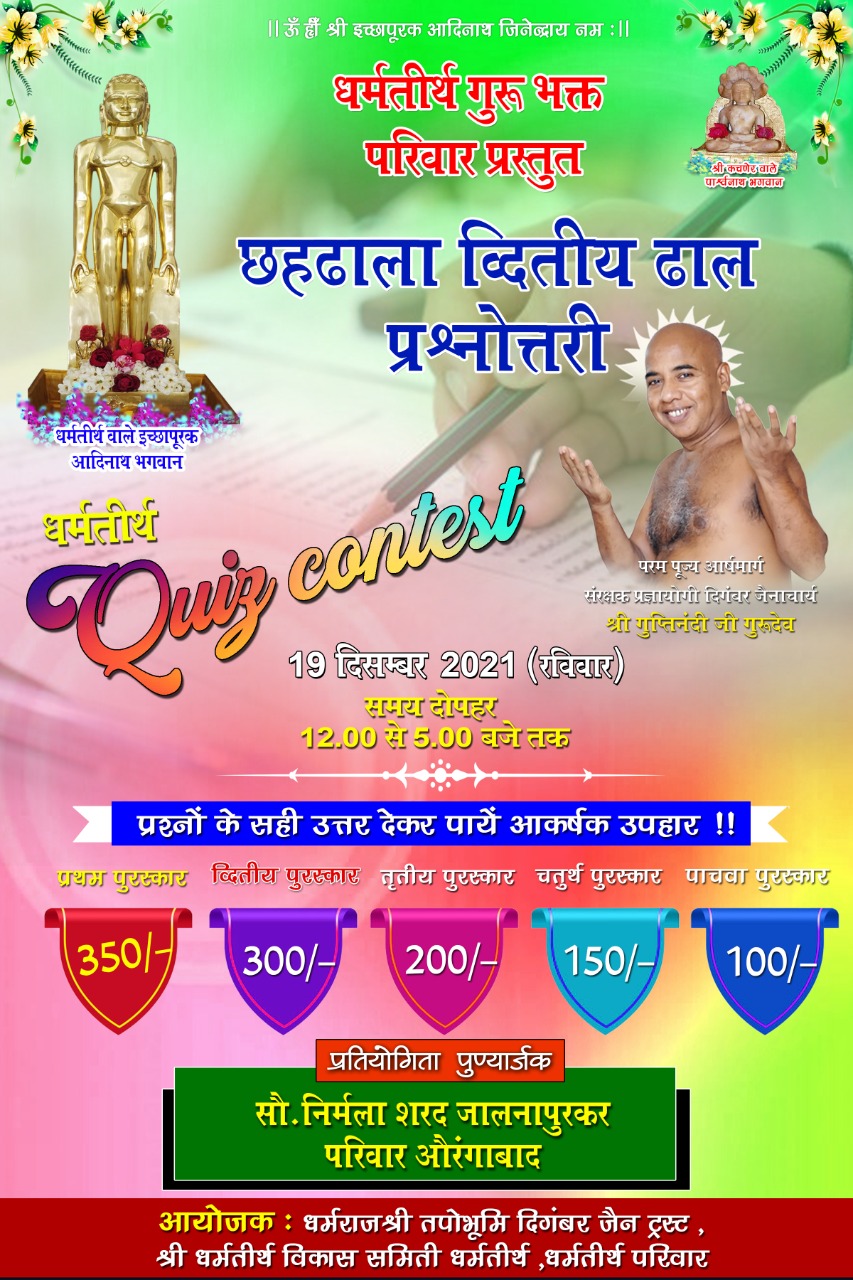 ||ॐ ह्रीं श्री इच्छापूरक आदिनाथ जिनेन्द्राय नम :||
धर्मतीर्थ गुरू भक्त
परिवार प्रस्तुत
श्री कचणेर वाले
पार्श्वनाथ भगवान
छहढाला व्दितीय ढाल
प्रश्नोत्तरी
धर्मतीर्थ वाले इच्छापूरक
आदिनाथ भगवान
धर्मतीर्थ
Quiz contest
परम पूज्य आर्षमार्ग
संरक्षक प्रज्ञायोगी दिगंबर जैनाचार्य
श्री गुप्तिनंदी जी गुरूदेव
19 दिसम्बर 2021 (रविवार)
समय दोपहर
12.00 से 5.00 बजे तक
प्रश्नों के सही उत्तर देकर पायें आकर्षक उपहार !!
प्रथम पुरस्कार व्दितीय पुरस्कार तृतीय पुरस्कार चतुर्थ पुरस्कार पाचवा पुरस्कार
350/- 300/- 200/- 150/- 100/-
प्रतियोगिता पुण्यार्जक
सौ.निर्मला शरद जालनापुरकर
परिवार औरंगाबाद
आयोजक : धर्मराजश्री तपोभूमि दिगंबर जैन ट्रस्ट ,
श्री धर्मतीर्थ विकास समिती धर्मतीर्थ ,धर्मतीर्थ परिवार